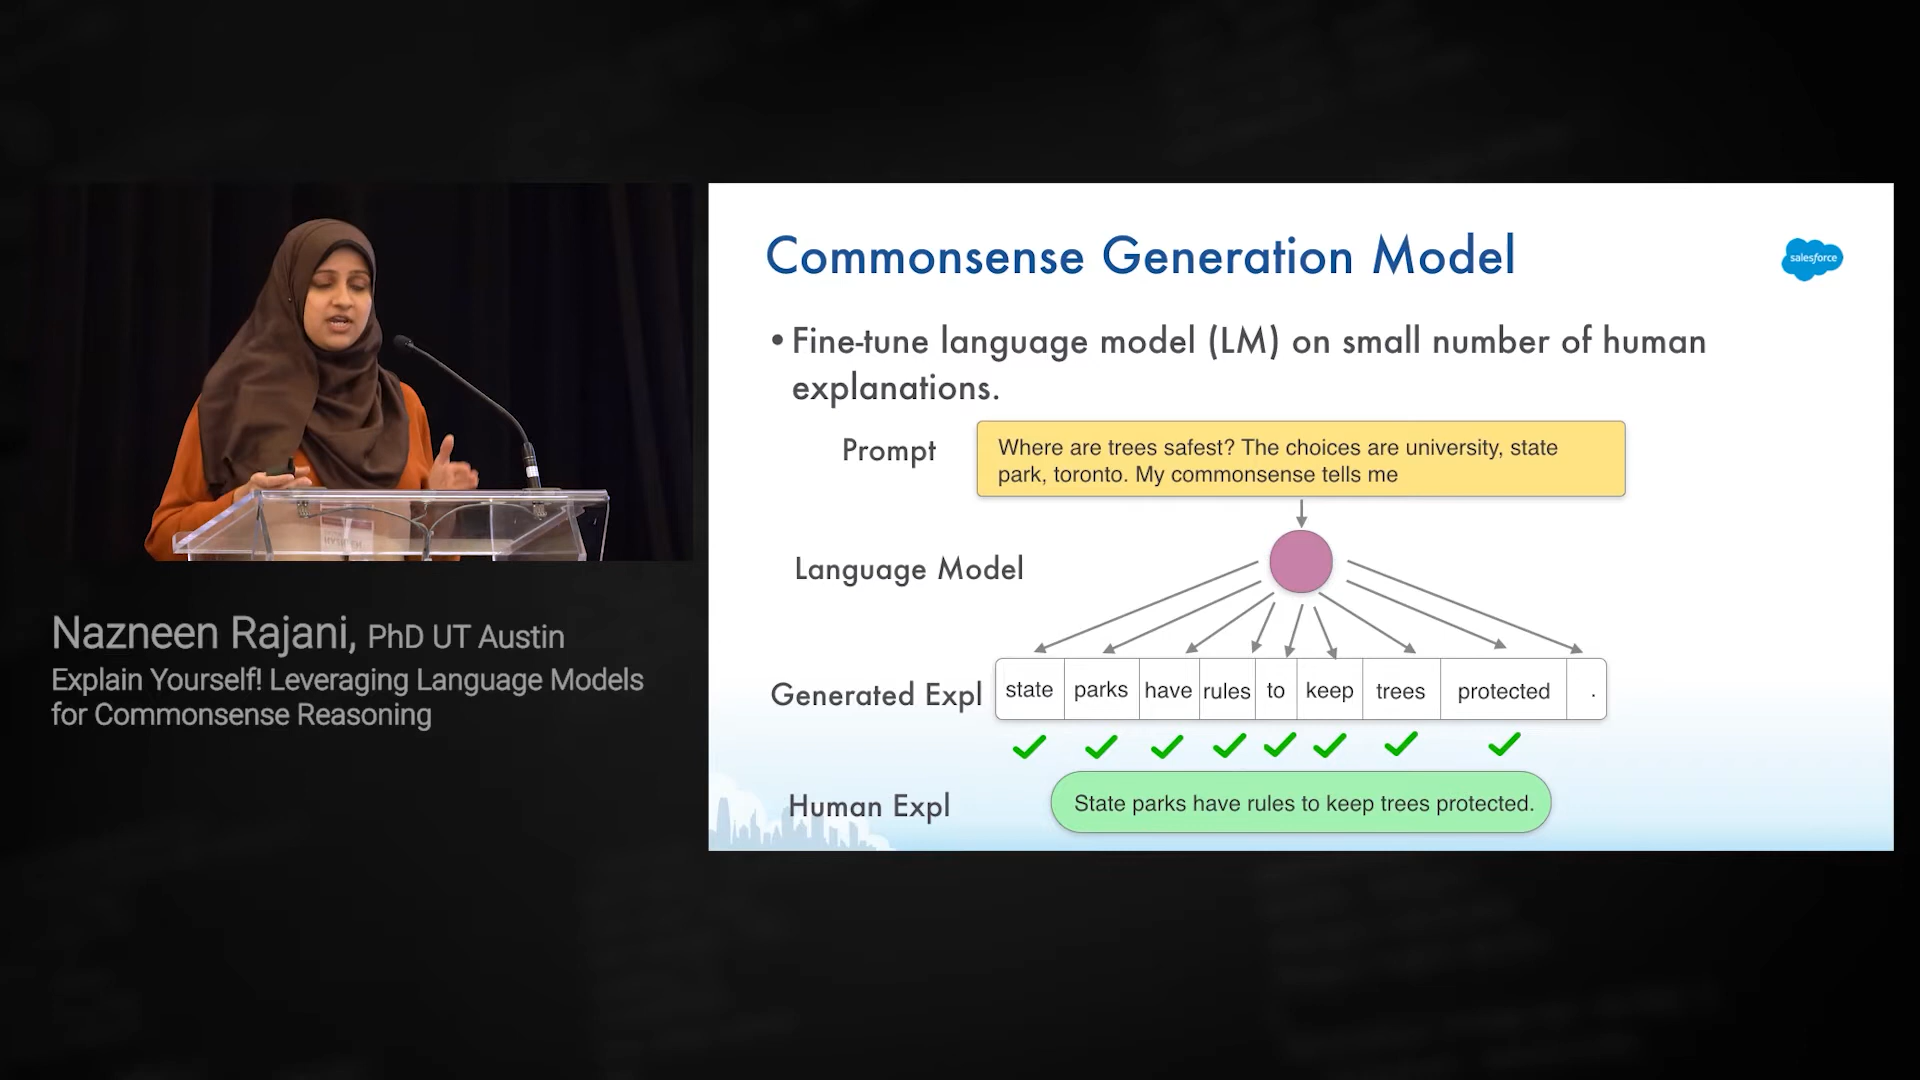 Commonsense Generation Model
salesforce
• Fine-tune language model (LM) on small number of human
explanations.
Prompt
Where are trees safest? The choices are university, state
park, toronto. My commonsense tells me
Language Model
Generated Expl
state parks have rules to keep trees protected .
Human Expl
State parks have rules to keep trees protected.
Nazneen Rajani, PhD UT Austin
Explain Yourself! Leveraging Language Models
for Commonsense Reasoning